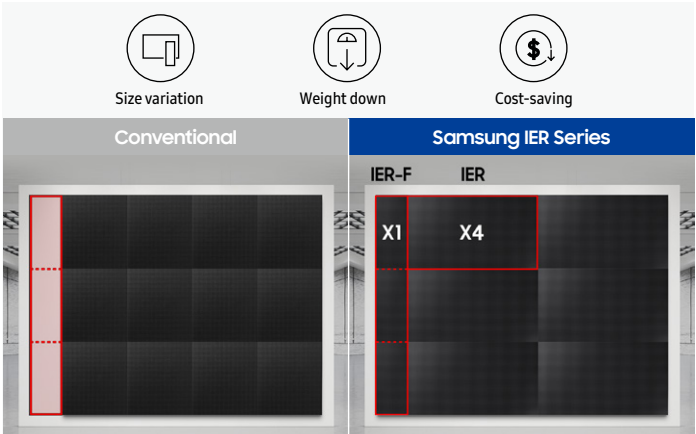 Size variation
Weight down
Cost-saving
Conventional
Samsung IER Series
IER-F
IER
X1
X4